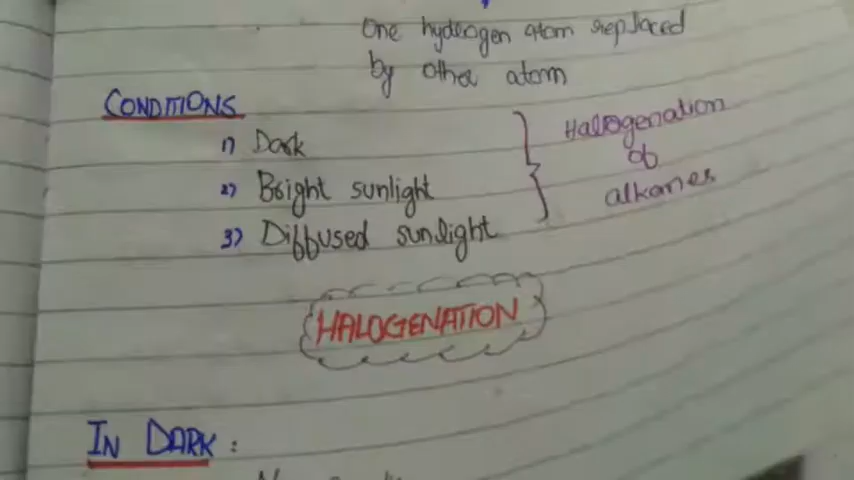 One hydrogen atom replaced
by other atom
CONDITIONS
1) Dark
2) Bright sunlight
3) Diffused sunlight
Halogenation
of
alkanes
HALOGENATION
IN DARK: